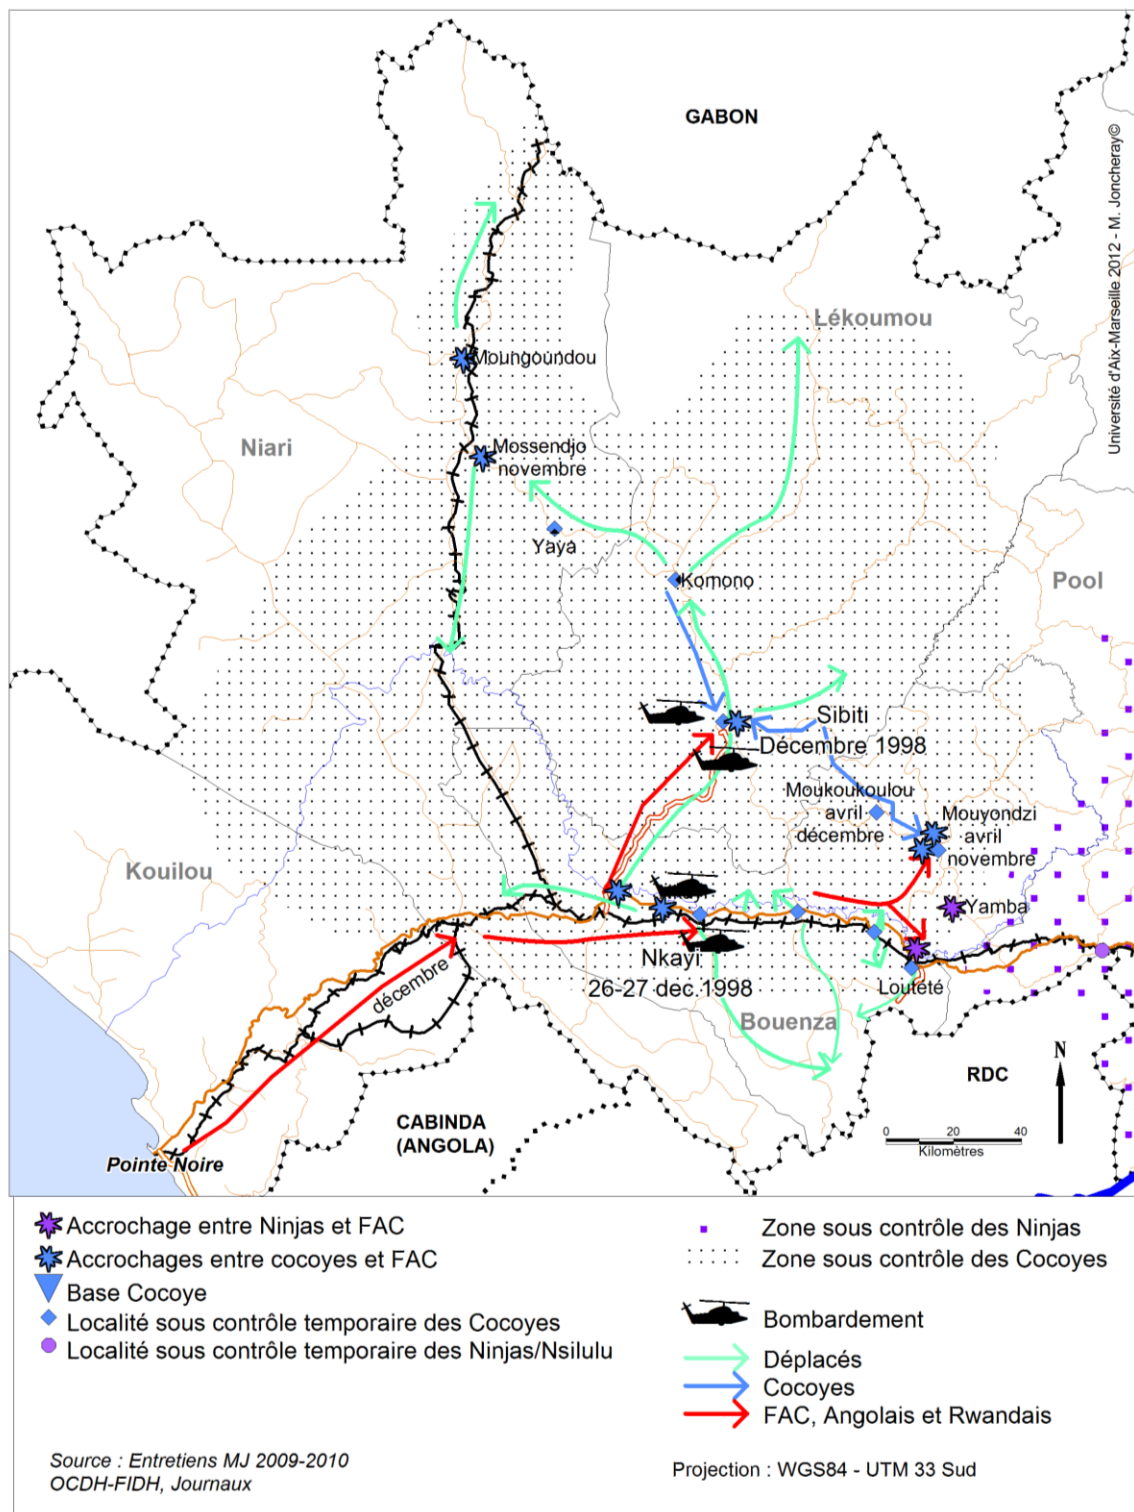 GABON
Université d'Aix-Marseille 2012 - M. Joncheray©
Lékoumou
Moungoundou
Niari
Mossendjo
novembre
Yaya
Komono
Pool
Sibiti
Décembre 1998
Moukoukoulou
avril
décembre
Mouyondzi
avril
novembre
Kouilou
Yamba
Nkayi
26-27 dec.1998
décembre
Loutété
Bouenza
N
RDC
CABINDA
(ANGOLA)
0 20 40
Kilomètres
Pointe Noire
Accrochage entre Ninjas et FAC
Accrochages entre cocoyes et FAC
Base Cocoye
Localité sous contrôle temporaire des Cocoyes
Localité sous contrôle temporaire des Ninjas/Nsilulu
Zone sous contrôle des Ninjas
Zone sous contrôle des Cocoyes
Bombardement
Déplacés
Cocoyes
FAC, Angolais et Rwandais
Source : Entretiens MJ 2009-2010
OCDH-FIDH, Journaux
Projection : WGS84 - UTM 33 Sud